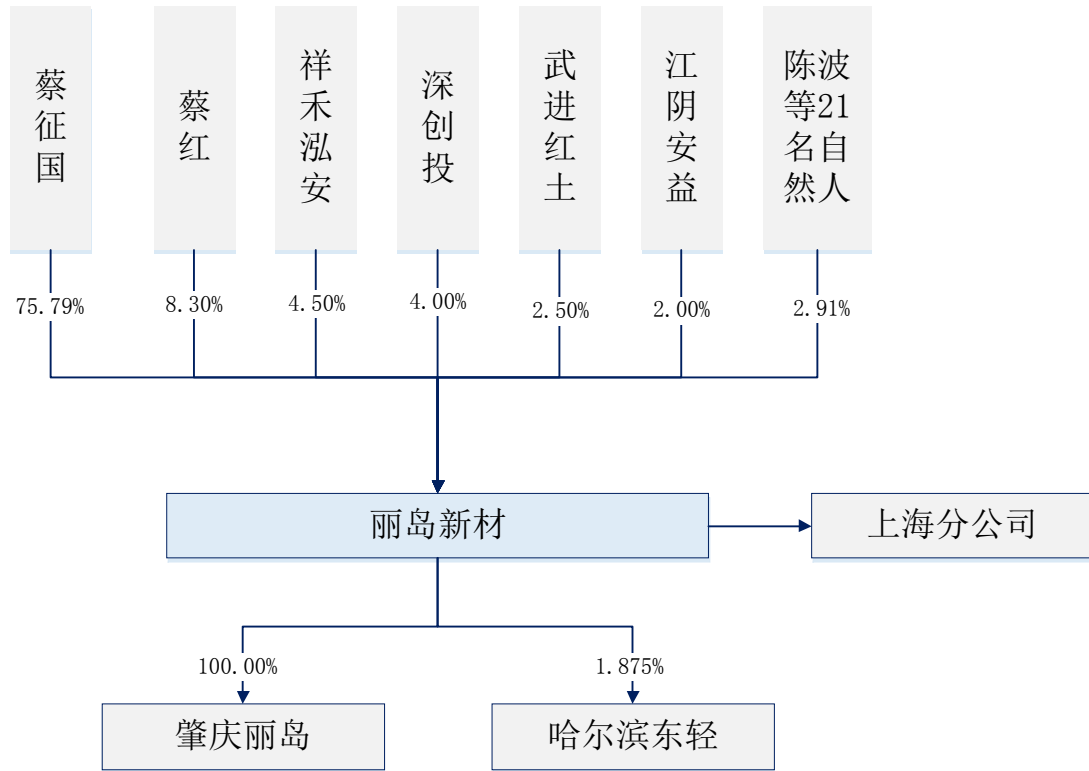 蔡征国
蔡红
祥禾泓安
深创投
武进红土
江阴安益
陈波等21名自然人
75.79%
8.30%
4.50%
4.00%
2.50%
2.00%
2.91%
丽岛新材
上海分公司
100.00%
1.875%
肇庆丽岛
哈尔滨东轻